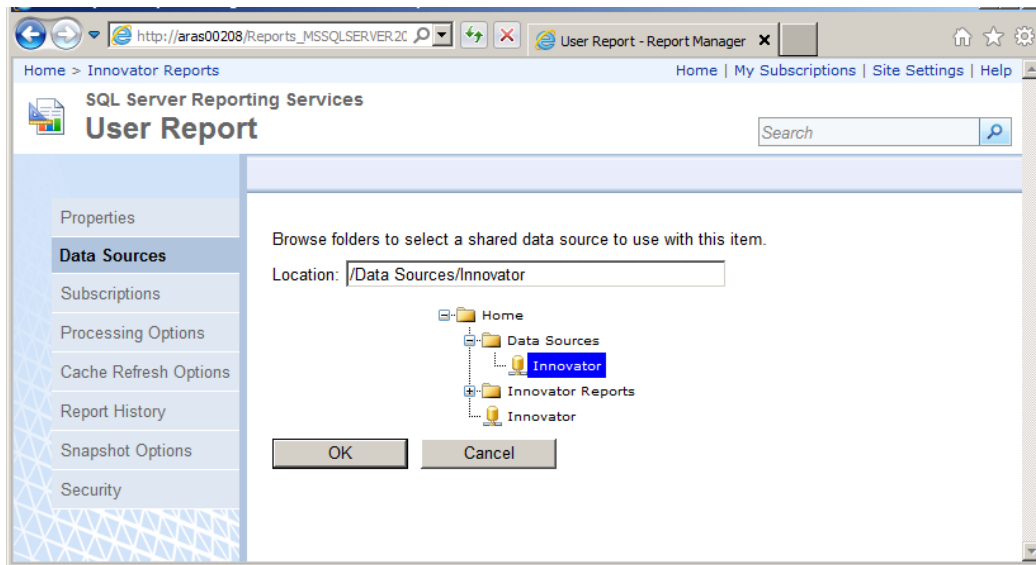 http://aras00208/Reports_MSSQLSERVER20
User Report - Report Manager
Home > Innovator Reports
Home | My Subscriptions | Site Settings | Help
SQL Server Reporting Services
User Report
Search
Properties
Data Sources
Subscriptions
Processing Options
Cache Refresh Options
Report History
Snapshot Options
Security
Browse folders to select a shared data source to use with this item.
Location: /Data Sources/Innovator
Home
Data Sources
Innovator
Innovator Reports
Innovator
OK Cancel